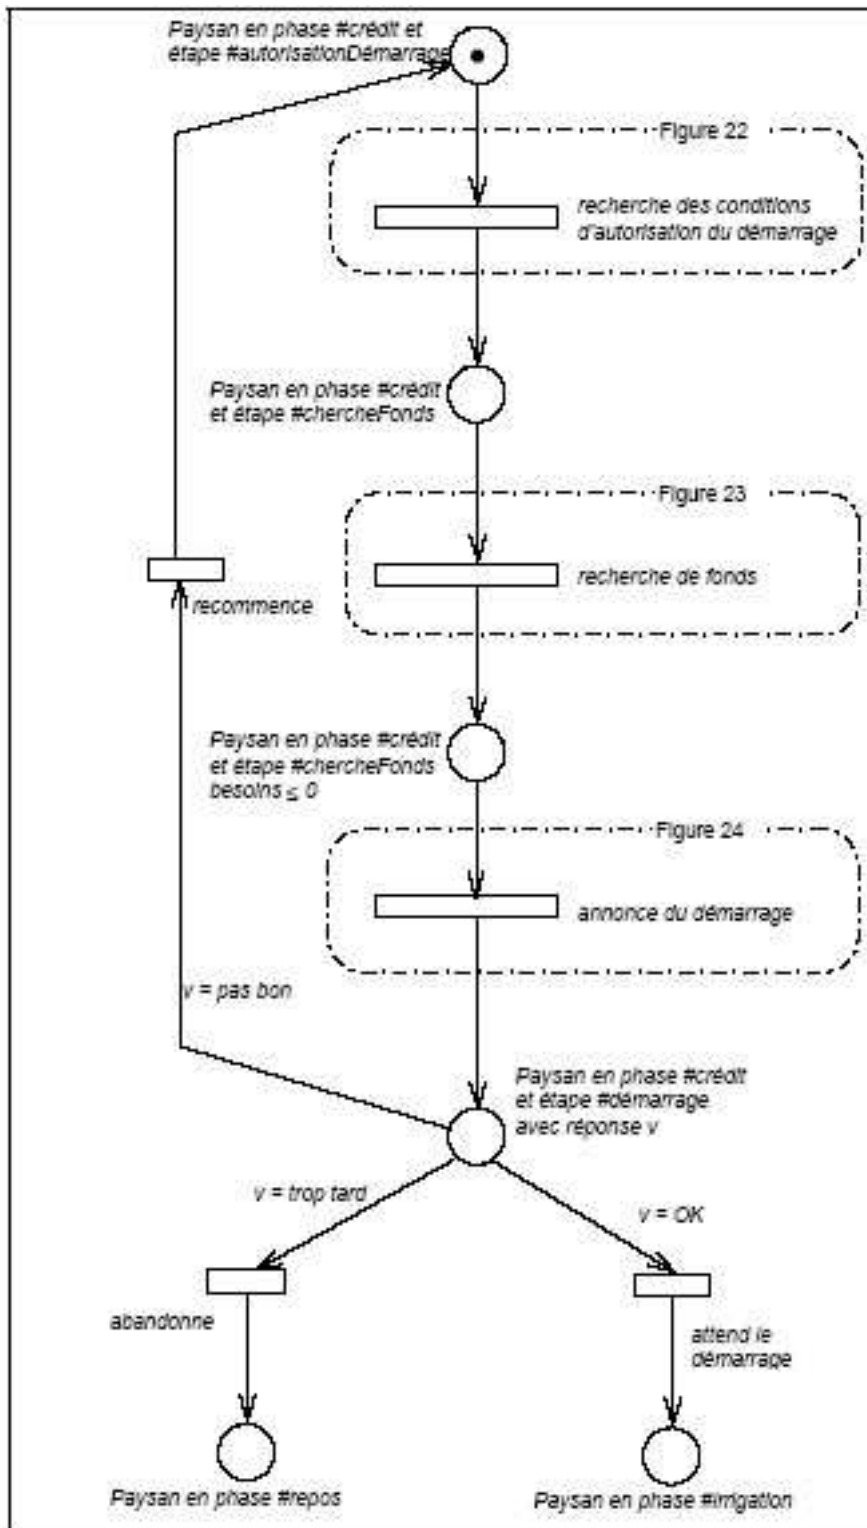 Paysan en phase #crédit et
étape #autorisationDémarrage
Figure 22
recherche des conditions
d'autorisation du démarrage
Paysan en phase #crédit
et étape #chercheFonds
Figure 23
recherche de fonds
recommence
Paysan en phase #crédit
et étape #chercheFonds
besoins ≤ 0
Figure 24
annonce du démarrage
v = pas bon
Paysan en phase #crédit
et étape #démarrage
avec réponse v
v = trop tard
v = OK
abandonne
attend le
démarrage
Paysan en phase #repos
Paysan en phase #irrigation